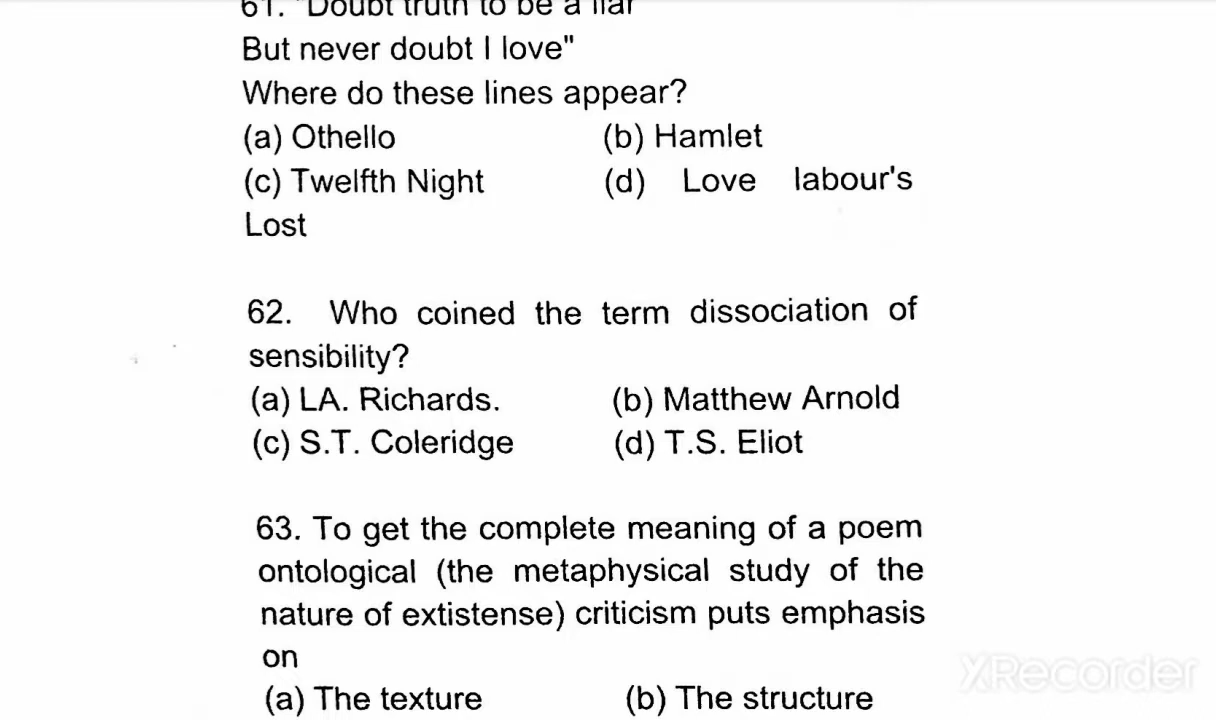 61. "Doubt truth to be a liar
But never doubt I love"
Where do these lines appear?
(a) Othello (b) Hamlet
(c) Twelfth Night (d) Love labour's
Lost
62. Who coined the term dissociation of
sensibility?
(a) LA. Richards. (b) Matthew Arnold
(c) S.T. Coleridge (d) T.S. Eliot
63. To get the complete meaning of a poem
ontological (the metaphysical study of the
nature of extistense) criticism puts emphasis
on
(a) The texture (b) The structure
XRecorder